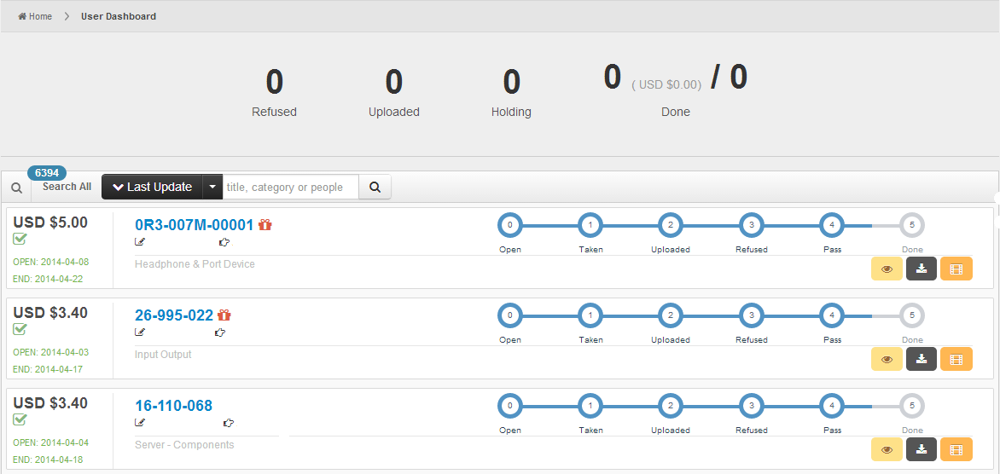 Home > User Dashboard
0 0 0 0 ( USD $0.00) / 0
Refused Uploaded Holding Done
6394
Search All Last Update title, category or people
USD $5.00 0R3-007M-00001 0 1 2 3 4 5
Open Taken Uploaded Refused Pass Done
OPEN: 2014-04-08 Headphone & Port Device
END: 2014-04-22
USD $3.40 26-995-022 0 1 2 3 4 5
Open Taken Uploaded Refused Pass Done
OPEN: 2014-04-03 Input Output
END: 2014-04-17
USD $3.40 16-110-068 0 1 2 3 4 5
Open Taken Uploaded Refused Pass Done
OPEN: 2014-04-04 Server - Components
END: 2014-04-18